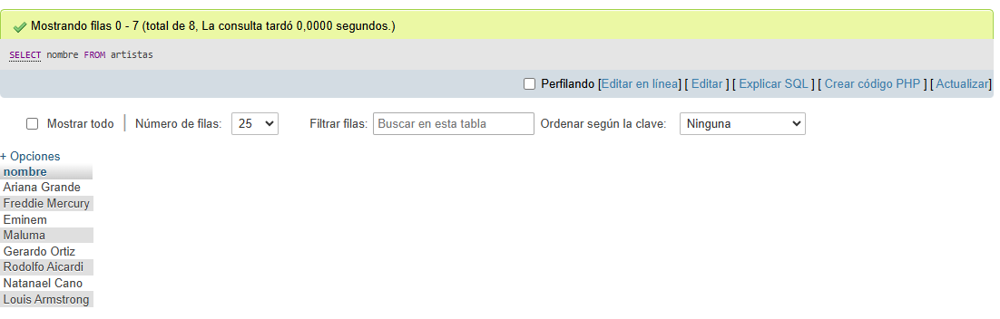 Mostrando filas 0 - 7 (total de 8, La consulta tardó 0,0000 segundos.)
SELECT nombre FROM artistas
Perfilando [Editar en línea] [ Editar ] [ Explicar SQL ] [ Crear código PHP ] [ Actualizar]
Mostrar todo | Número de filas: 25 Filtrar filas: Buscar en esta tabla Ordenar según la clave: Ninguna
+ Opciones
nombre
Ariana Grande
Freddie Mercury
Eminem
Maluma
Gerardo Ortiz
Rodolfo Aicardi
Natanael Cano
Louis Armstrong